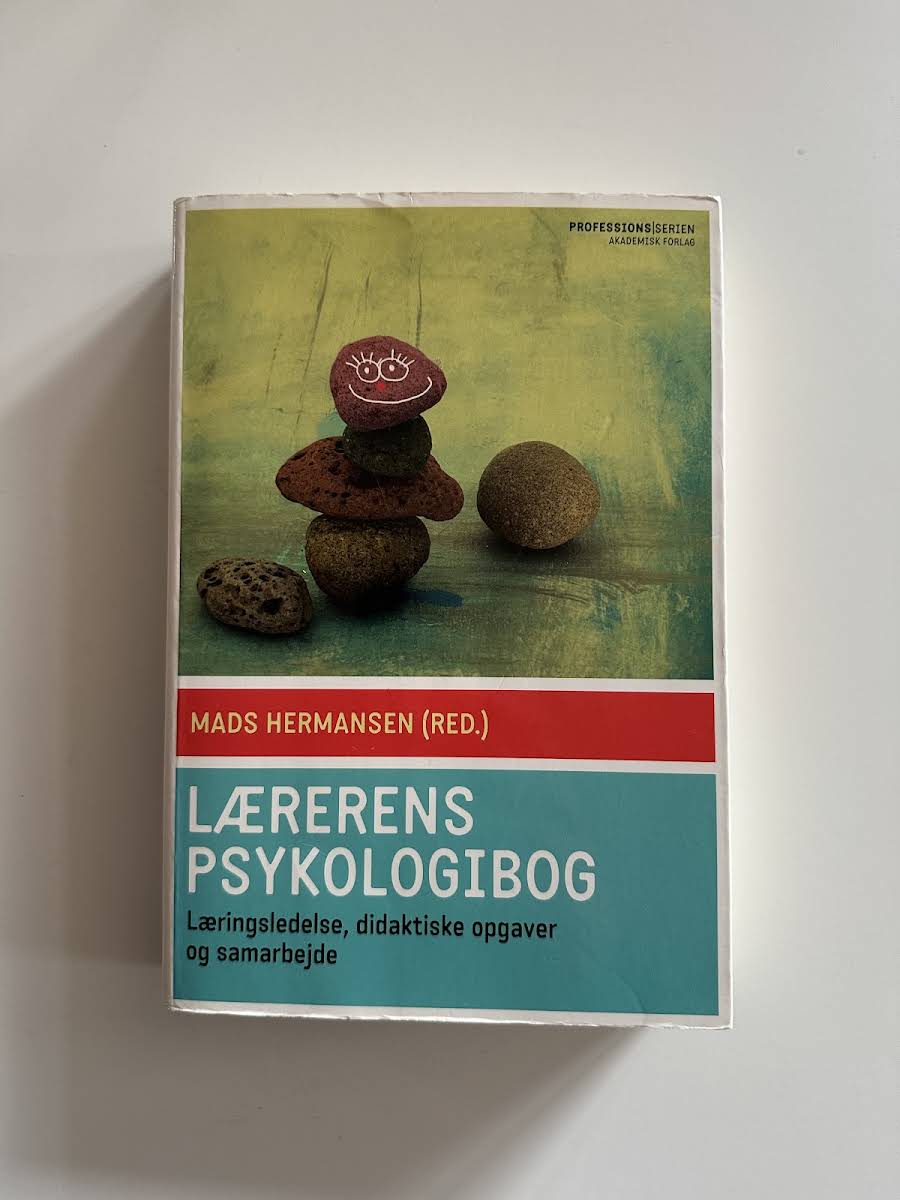 PROFESSIONS|SERIEN
AKADEMISK FORLAG
MADS HERMANSEN (RED.)
LÆRERENS
PSYKOLOGIBOG
Læringsledelse, didaktiske opgaver
og samarbejde